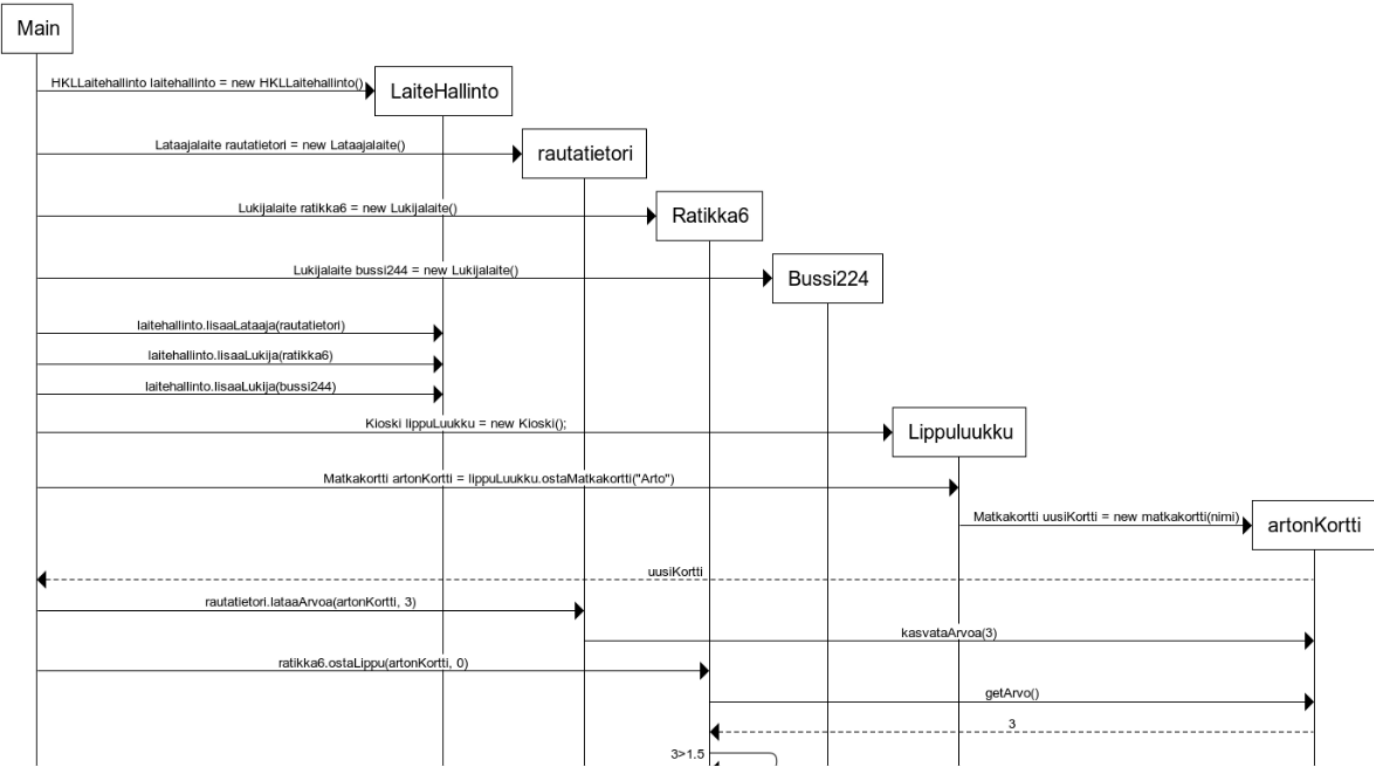 Main
HKLLaitehallinto laitehallinto = new HKLLaitehallinto()
LaiteHallinto
Lataajalaite rautatietori = new Lataajalaite()
rautatietori
Lukijalaite ratikka6 = new Lukijalaite()
Ratikka6
Lukijalaite bussi244 = new Lukijalaite()
Bussi224
laitehallinto.lisaaLataaja(rautatietori)
laitehallinto.lisaaLukija(ratikka6)
laitehallinto.lisaaLukija(bussi244)
Kioski lippuLuukku = new Kioski();
Lippuluukku
Matkakortti artonKortti = lippuLuukku.ostaMatkakortti("Arto")
Matkakortti uusiKortti = new matkakortti(nimi)
artonKortti
uusiKortti
rautatietori.lataaArvoa(artonKortti, 3)
kasvataArvoa(3)
ratikka6.ostaLippu(artonKortti, 0)
getArvo()
3
3>1.5